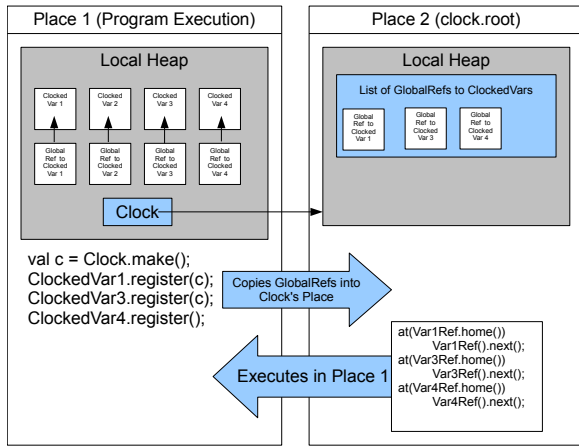 Place 1 (Program Execution)
Local Heap
Clocked
Var 1
Clocked
Var 2
Clocked
Var 3
Clocked
Var 4
Global
Ref to
Clocked
Var 1
Global
Ref to
Clocked
Var 2
Global
Ref to
Clocked
Var 3
Global
Ref to
Clocked
Var 4
Clock
val c = Clock.make();
ClockedVar1.register(c);
ClockedVar3.register(c);
ClockedVar4.register();
Place 2 (clock.root)
Local Heap
List of GlobalRefs to ClockedVars
Global
Ref to
Clocked
Var 1
Global
Ref to
Clocked
Var 3
Global
Ref to
Clocked
Var 4
Copies GlobalRefs into
Clock's Place
Executes in Place 1
at(Var1Ref.home())
Var1Ref().next();
at(Var3Ref.home())
Var3Ref().next();
at(Var4Ref.home())
Var4Ref().next();